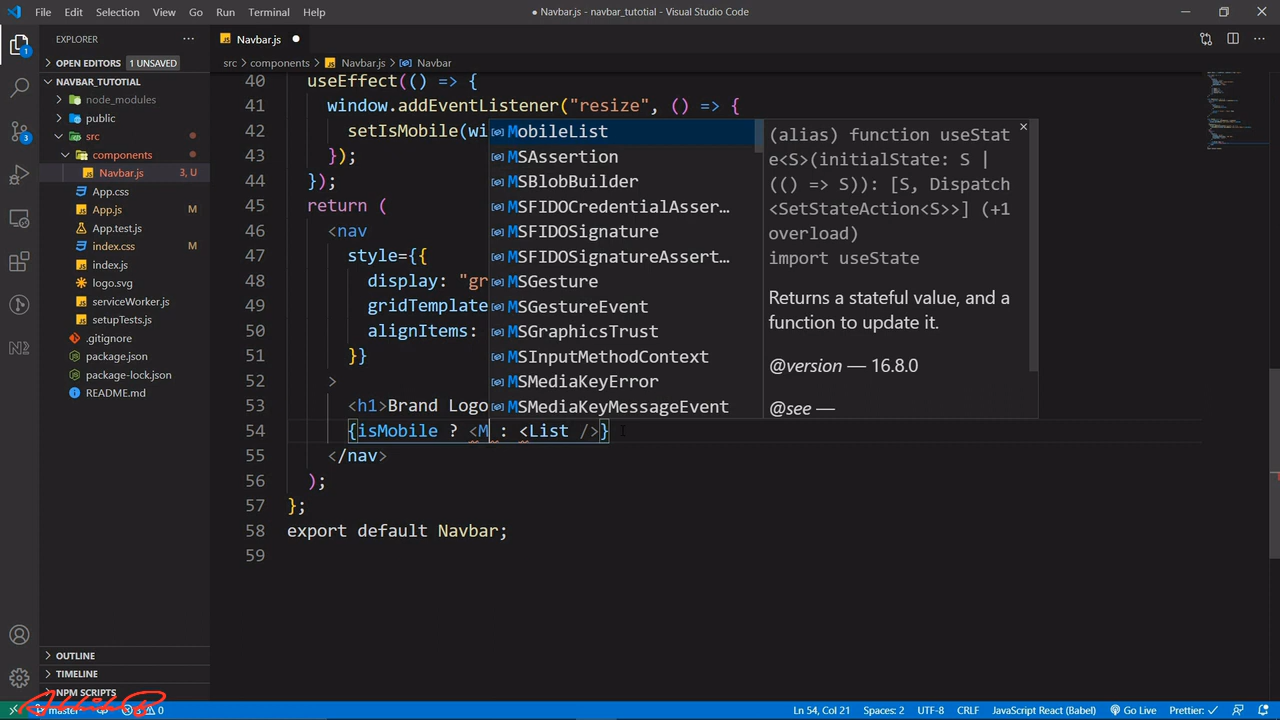 File Edit Selection View Go Run Terminal Help
● Navbar.js - navbar_tutotial - Visual Studio Code
EXPLORER
OPEN EDITORS 1 UNSAVED
NAVBAR_TUTORIAL
node_modules
public
src
components
Navbar.js 3, U
App.css
App.js M
App.test.js
index.css M
index.js
logo.svg
serviceWorker.js
setupTests.js
.gitignore
package.json
package-lock.json
README.md
OUTLINE
TIMELINE
NPM SCRIPTS
1
3
Navbar.js
src > components > Navbar.js > Navbar
40 useEffect(() => {
41 window.addEventListener("resize", () => {
42 setIsMobile(wi
43 });
44 });
45 return (
46 <nav
47 style={{
48 display: "gr
49 gridTemplate
50 alignItems:
51 }}
52 >
53 <h1>Brand Logo
54 {isMobile ? <M : <List />}
55 </nav>
56 );
57 };
58 export default Navbar;
59
MobileList
MSAssertion
MSBlobBuilder
MSFIDOCredentialAsser…
MSFIDOSignature
MSFIDOSignatureAssert…
MSGesture
MSGestureEvent
MSGraphicsTrust
MSInputMethodContext
MSMediaKeyError
MSMediaKeyMessageEvent
(alias) function useStat
e<S>(initialState: S |
(() => S)): [S, Dispatch
<SetStateAction<S>>] (+1
overload)
import useState
Returns a stateful value, and a
function to update it.
@version — 16.8.0
@see —
master* 3 0
Ln 54, Col 21 Spaces: 2 UTF-8 CRLF JavaScript React (Babel) Go Live Prettier: ✓